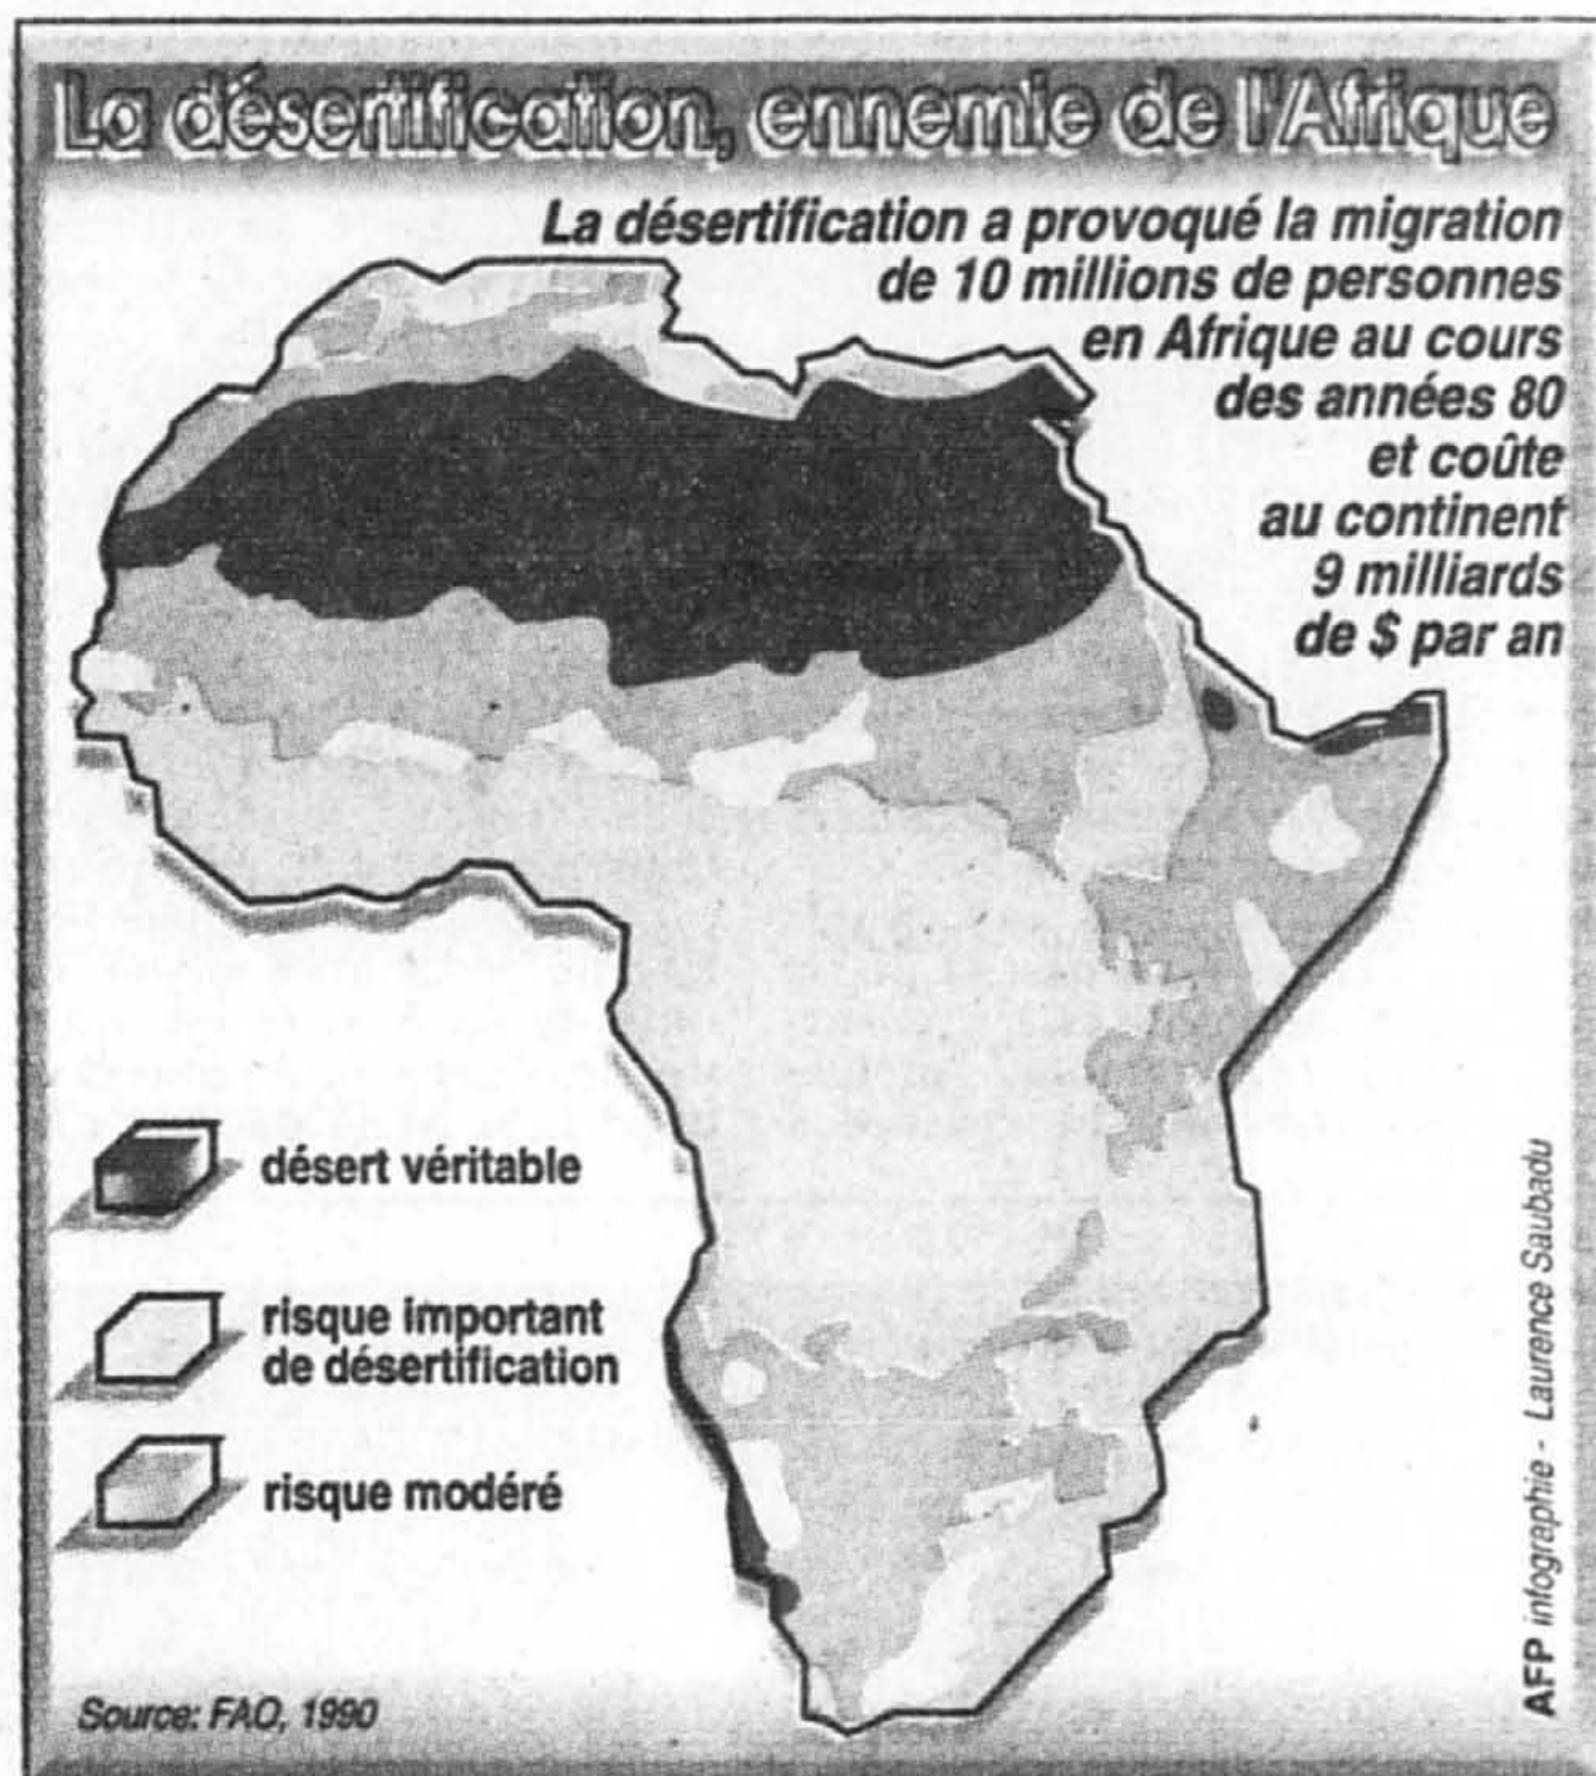 La désertification, ennemie de l'Afrique
La désertification a provoqué la migration
de 10 millions de personnes
en Afrique au cours
des années 80
et coûte
au continent
9 milliards
de $ par an
désert véritable
risque important
de désertification
risque modéré
Source: FAO, 1990
AFP infographie - Laurence Saubadu